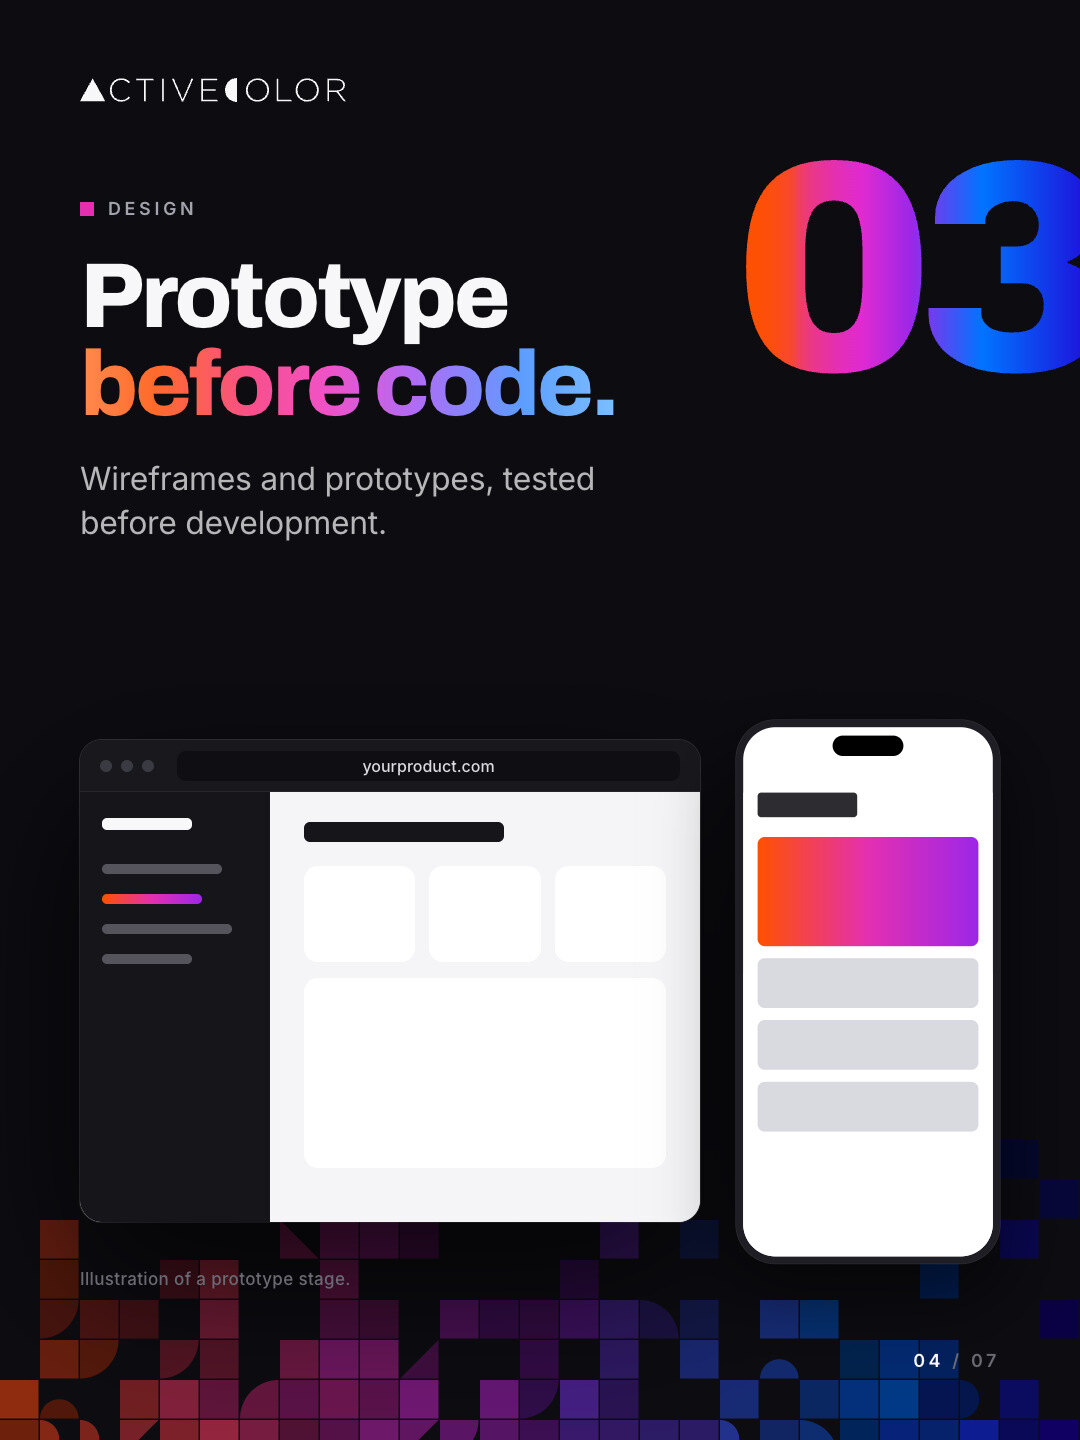 ACTIVECOLOR
03
DESIGN
Prototype
before code.
Wireframes and prototypes, tested
before development.
yourproduct.com
Illustration of a prototype stage.
04 / 07